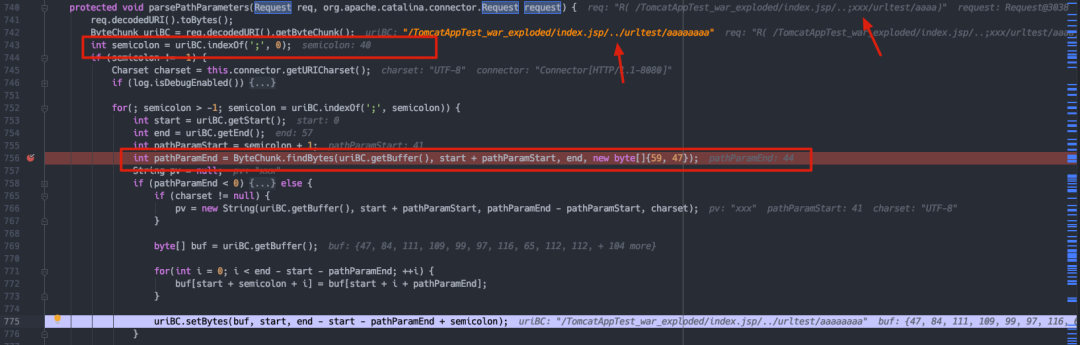 740 protected void parsePathParameters(Request req, org.apache.catalina.connector.Request request) { req: "R( /TomcatAppTest_war_exploded/index.jsp/..;xxx/urltest/aaaa)" request: Request@3038
741 req.decodedURI().toBytes();
742 ByteChunk uriBC = req.decodedURI().getByteChunk(); uriBC: "/TomcatAppTest_war_exploded/index.jsp/../urltest/aaaaaaaa" req: "R( /TomcatAppTest_war_exploded/index.jsp/..;xxx/ur
743 int semicolon = uriBC.indexOf(';', 0); semicolon: 40
744 if (semicolon != -1) {
745 Charset charset = this.connector.getURICharset(); charset: "UTF-8" connector: "Connector[HTTP/1.1-8080]"
746 if (log.isDebugEnabled()) {...}
751
752 for(; semicolon > -1; semicolon = uriBC.indexOf(';', semicolon)) {
753 int start = uriBC.getStart(); start: 0
754 int end = uriBC.getEnd(); end: 57
755 int pathParamStart = semicolon + 1; pathParamStart: 41
756 int pathParamEnd = ByteChunk.findBytes(uriBC.getBuffer(), start + pathParamStart, end, new byte[]{59, 47}); pathParamEnd: 44
757 String pv = null; pv: "xxx"
758 if (pathParamEnd < 0) {...} else {
765 if (charset != null) {
766 pv = new String(uriBC.getBuffer(), start + pathParamStart, pathParamEnd - pathParamStart, charset); pv: "xxx" pathParamStart: 41 charset: "UTF-8"
767 }
768
769 byte[] buf = uriBC.getBuffer(); buf: {47, 84, 111, 109, 99, 97, 116, 65, 112, 112, + 104 more}
770
771 for(int i = 0; i < end - start - pathParamEnd; ++i) {
772 buf[start + semicolon + i] = buf[start + i + pathParamEnd];
773 }
774
775 uriBC.setBytes(buf, start, end - start - pathParamEnd + semicolon); uriBC: "/TomcatAppTest_war_exploded/index.jsp/../urltest/aaaaaaaa" buf: {47, 84, 111, 109, 99, 97, 116,
776 }